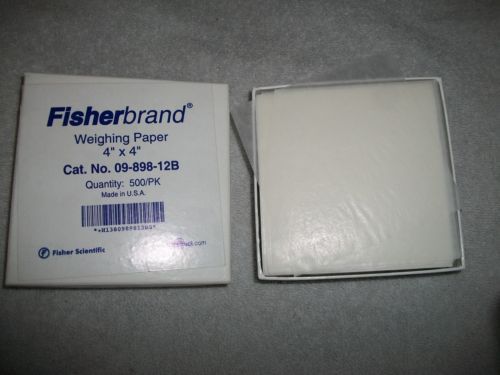 Fisherbrand®
Weighing Paper
4" x 4"
Cat. No. 09-898-12B
Quantity: 500/PK
Made in U.S.A.
Fisher Scientific